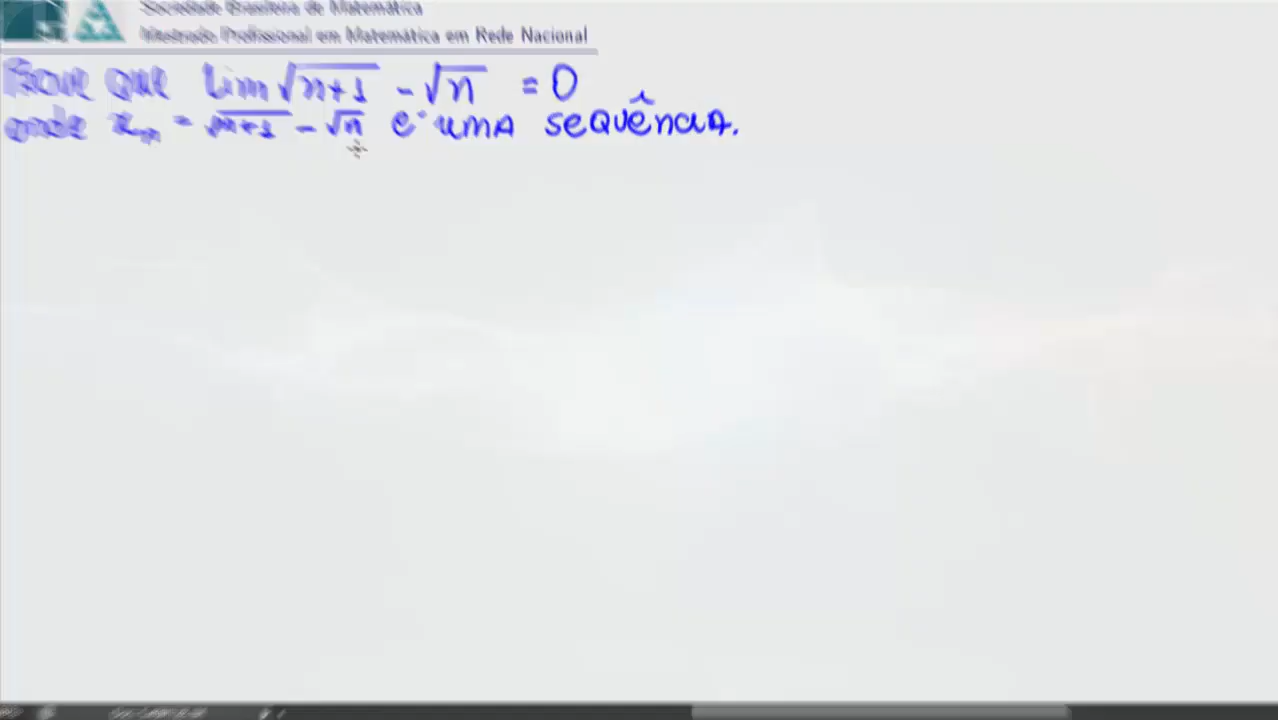 Sociedade Brasileira de Matemática
Mestrado Profissional em Matemática em Rede Nacional
Prove que lim √n+1 - √n = 0
onde xₙ = √n+1 - √n é uma sequência.